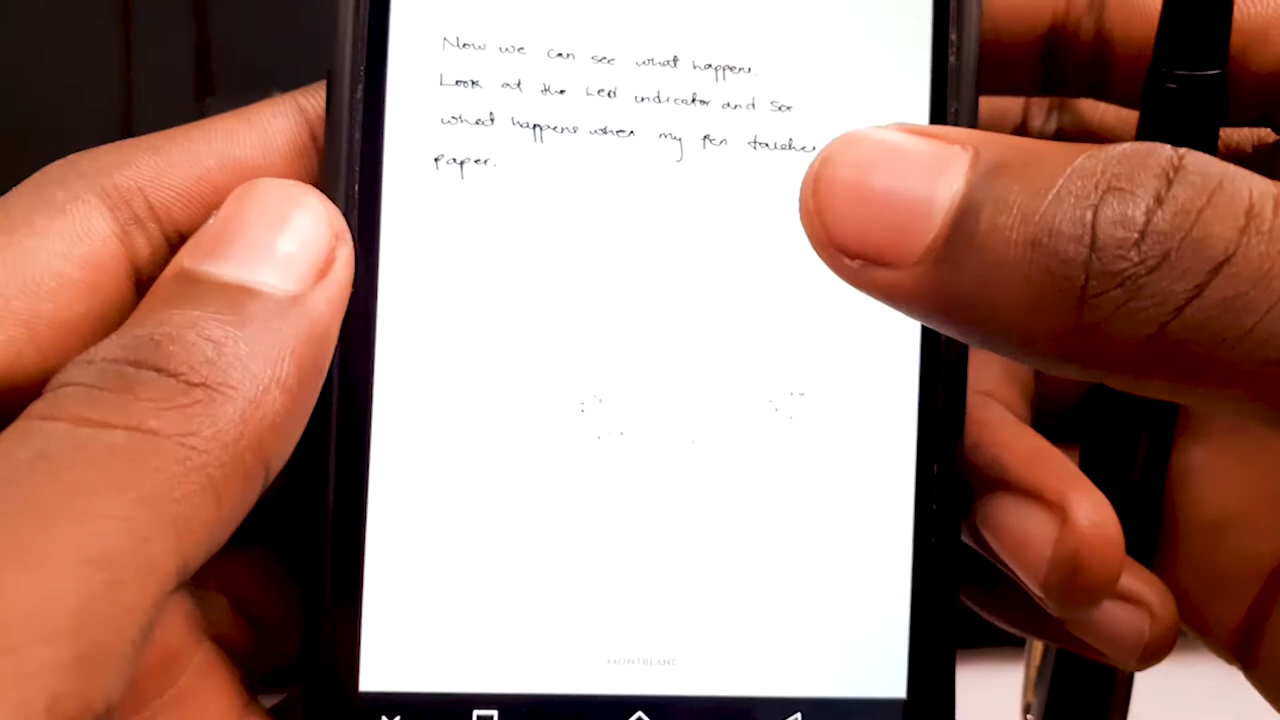 Now we can see what happens.
Look at the Led indicator and see
what happens when my pen touches
paper.
MONTBLANC